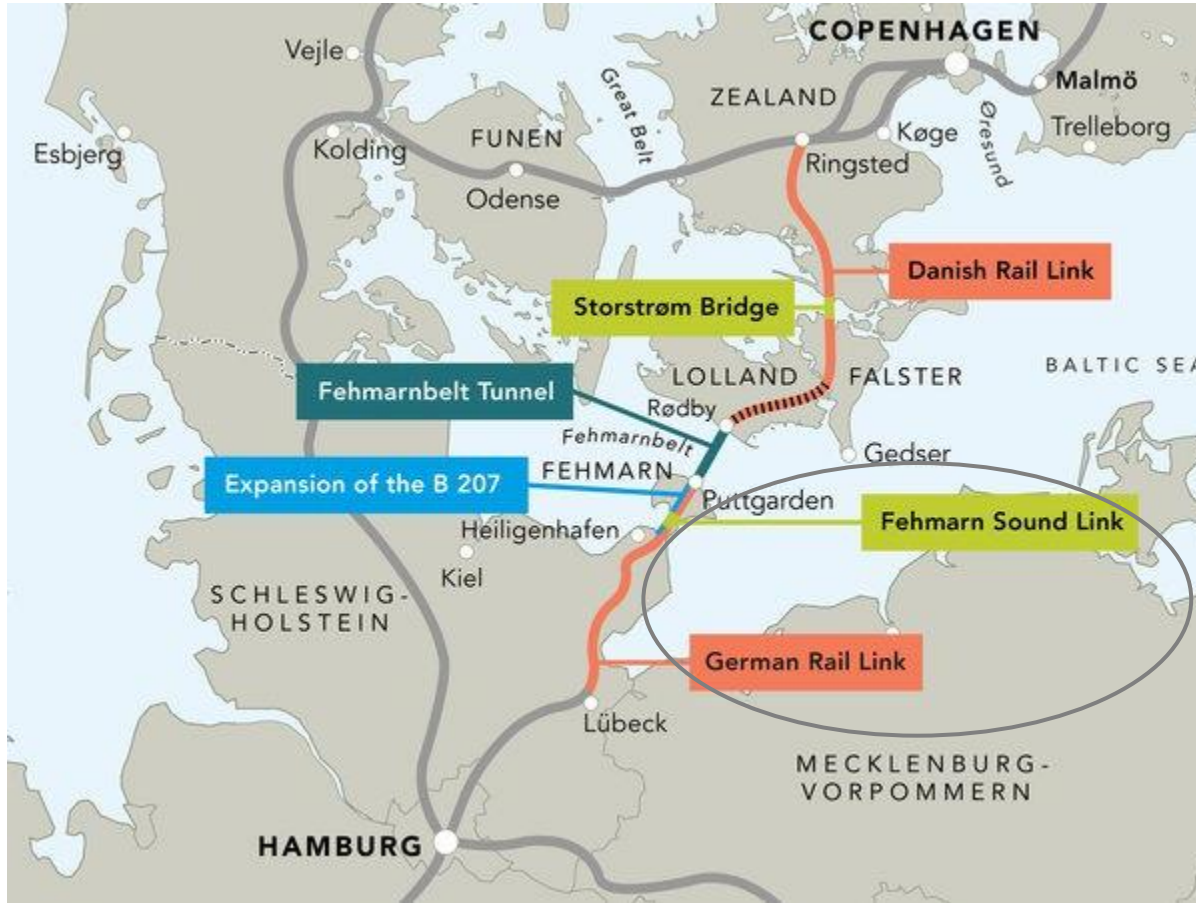 COPENHAGEN
Vejle
Malmö
ZEALAND
Great Belt
Øresund
Køge
Trelleborg
Esbjerg
Kolding
FUNEN
Ringsted
Odense
Danish Rail Link
Storstrøm Bridge
BALTIC SEA
Fehmarnbelt Tunnel
LOLLAND
FALSTER
Rødby
Fehmarnbelt
Gedser
FEHMARN
Expansion of the B 207
Puttgarden
Fehmarn Sound Link
Heiligenhafen
Kiel
SCHLESWIG-
HOLSTEIN
German Rail Link
Lübeck
MECKLENBURG-
VORPOMMERN
HAMBURG